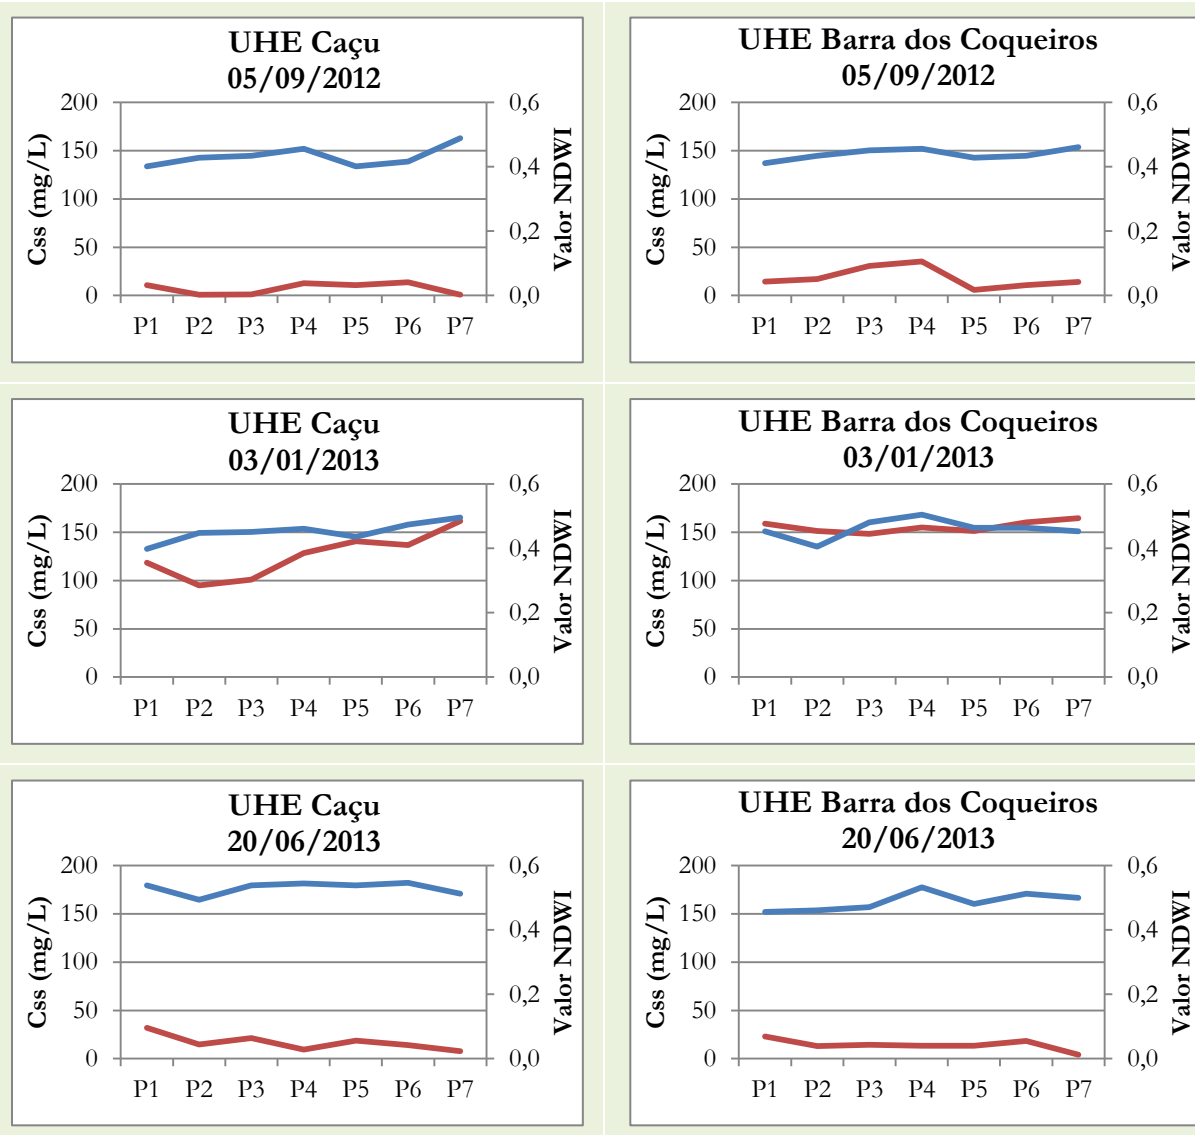 UHE Caçu
05/09/2012
200
150
100
50
0
Css (mg/L)
0,6
0,4
0,2
0,0
Valor NDWI
P1 P2 P3 P4 P5 P6 P7
UHE Barra dos Coqueiros
05/09/2012
200
150
100
50
0
Css (mg/L)
0,6
0,4
0,2
0,0
Valor NDWI
P1 P2 P3 P4 P5 P6 P7
UHE Caçu
03/01/2013
200
150
100
50
0
Css (mg/L)
0,6
0,4
0,2
0,0
Valor NDWI
P1 P2 P3 P4 P5 P6 P7
UHE Barra dos Coqueiros
03/01/2013
200
150
100
50
0
Css (mg/L)
0,6
0,4
0,2
0,0
Valor NDWI
P1 P2 P3 P4 P5 P6 P7
UHE Caçu
20/06/2013
200
150
100
50
0
Css (mg/L)
0,6
0,4
0,2
0,0
Valor NDWI
P1 P2 P3 P4 P5 P6 P7
UHE Barra dos Coqueiros
20/06/2013
200
150
100
50
0
Css (mg/L)
0,6
0,4
0,2
0,0
Valor NDWI
P1 P2 P3 P4 P5 P6 P7